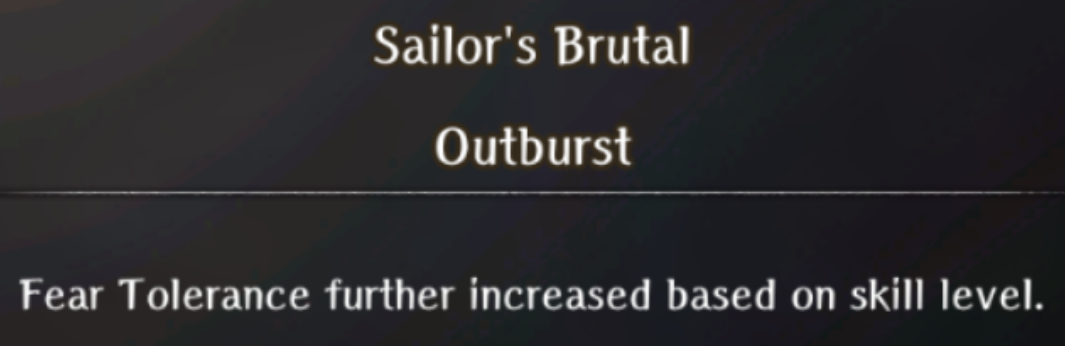 Sailor's Brutal
Outburst
Fear Tolerance further increased based on skill level.